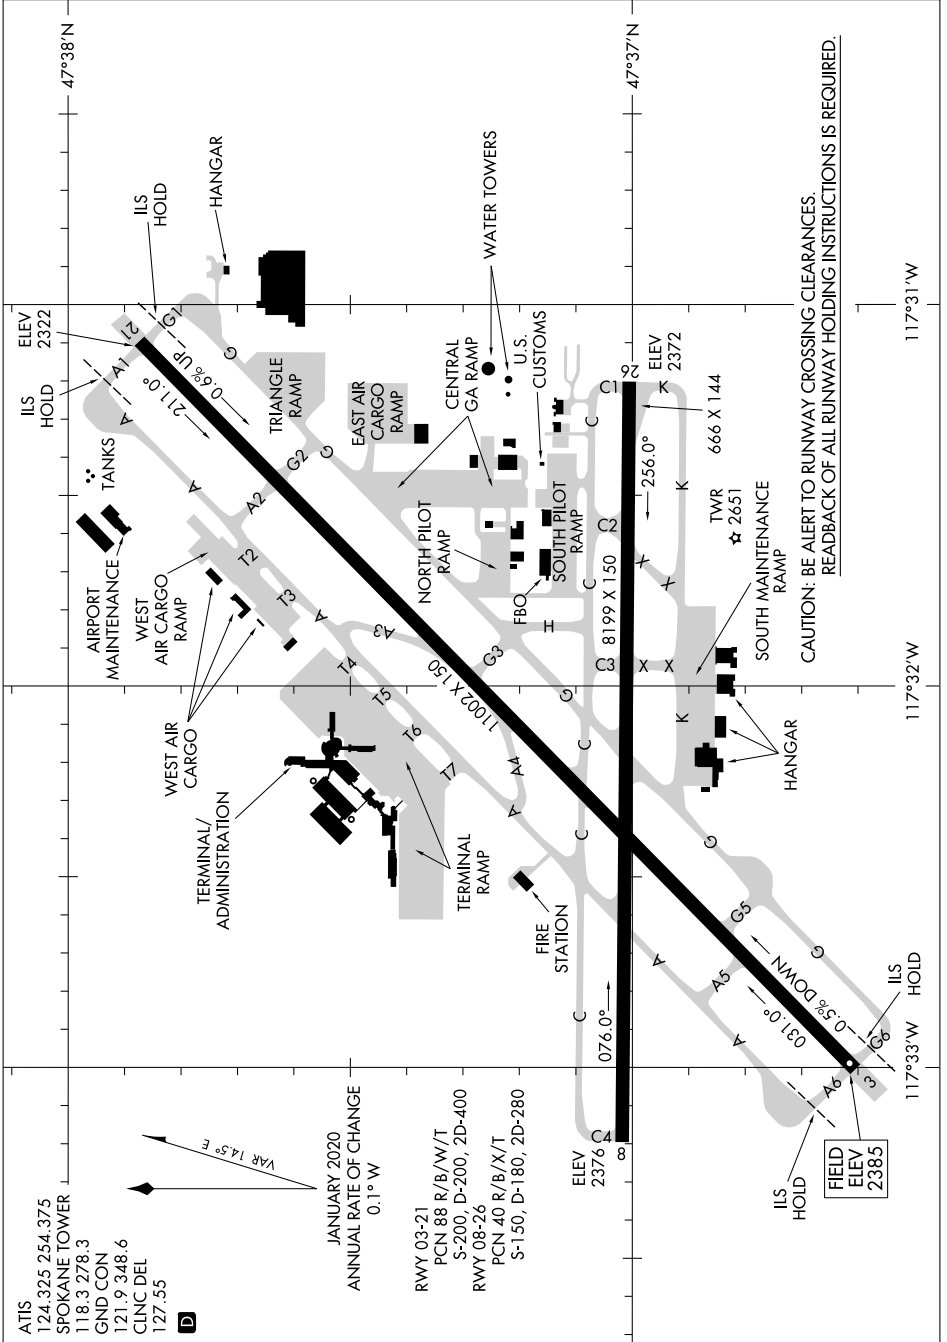 ATIS
124.325 254.375
SPOKANE TOWER
118.3 278.3
GND CON
121.9 348.6
CLNC DEL
127.55
D
VAR 14.5° E
JANUARY 2020
ANNUAL RATE OF CHANGE
0.1° W
RWY 03-21
PCN 88 R/B/W/T
S-200, D-200, 2D-400
RWY 08-26
PCN 40 R/B/X/T
S-150, D-180, 2D-280
47°38'N
47°37'N
117°31'W
117°32'W
117°33'W
ELEV
2322
ILS
HOLD
ILS
HOLD
HANGAR
21
A1
G1
G
A
211.0°
0.6% UP
TRIANGLE
RAMP
TANKS
A
A2
G2
G
AIRPORT
MAINTENANCE
WEST
AIR CARGO
RAMP
WEST AIR
CARGO
T2
T3
A
A3
T4
T5
T6
T7
TERMINAL/
ADMINISTRATION
TERMINAL
RAMP
EAST AIR
CARGO
RAMP
CENTRAL
GA RAMP
WATER TOWERS
U.S.
CUSTOMS
NORTH PILOT
RAMP
SOUTH PILOT
RAMP
FBO
H
11002 X 150
G3
G
A4
A
FIRE
STATION
C
C
C
C
C
C1
C2
C3
C4
26
ELEV
2372
K
666 X 144
256.0°
8199 X 150
X
X
X
X
K
K
TWR
2651
SOUTH MAINTENANCE
RAMP
HANGAR
G
A
G5
A5
G
A
076.0°
031.0°
0.5% DOWN
ELEV
2376
8
A6
G6
3
ILS
HOLD
ILS
HOLD
FIELD
ELEV
2385
CAUTION: BE ALERT TO RUNWAY CROSSING CLEARANCES.
READBACK OF ALL RUNWAY HOLDING INSTRUCTIONS IS REQUIRED.